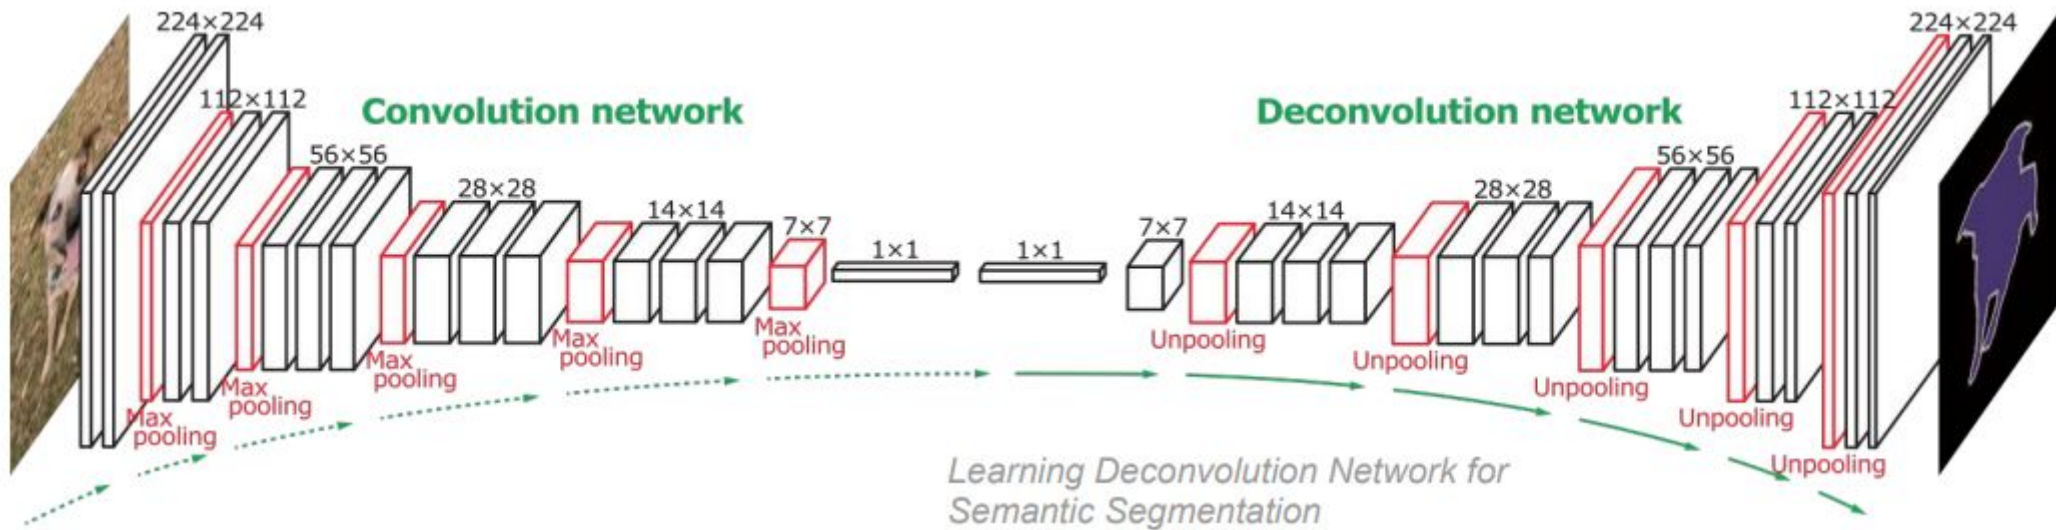 224×224
112×112
Convolution network
56×56
28×28
14×14
7×7
1×1
1×1
7×7
14×14
28×28
56×56
112×112
224×224
Deconvolution network
Max
pooling
Max
pooling
Max
pooling
Max
pooling
Max
pooling
Unpooling
Unpooling
Unpooling
Unpooling
Unpooling
Learning Deconvolution Network for
Semantic Segmentation